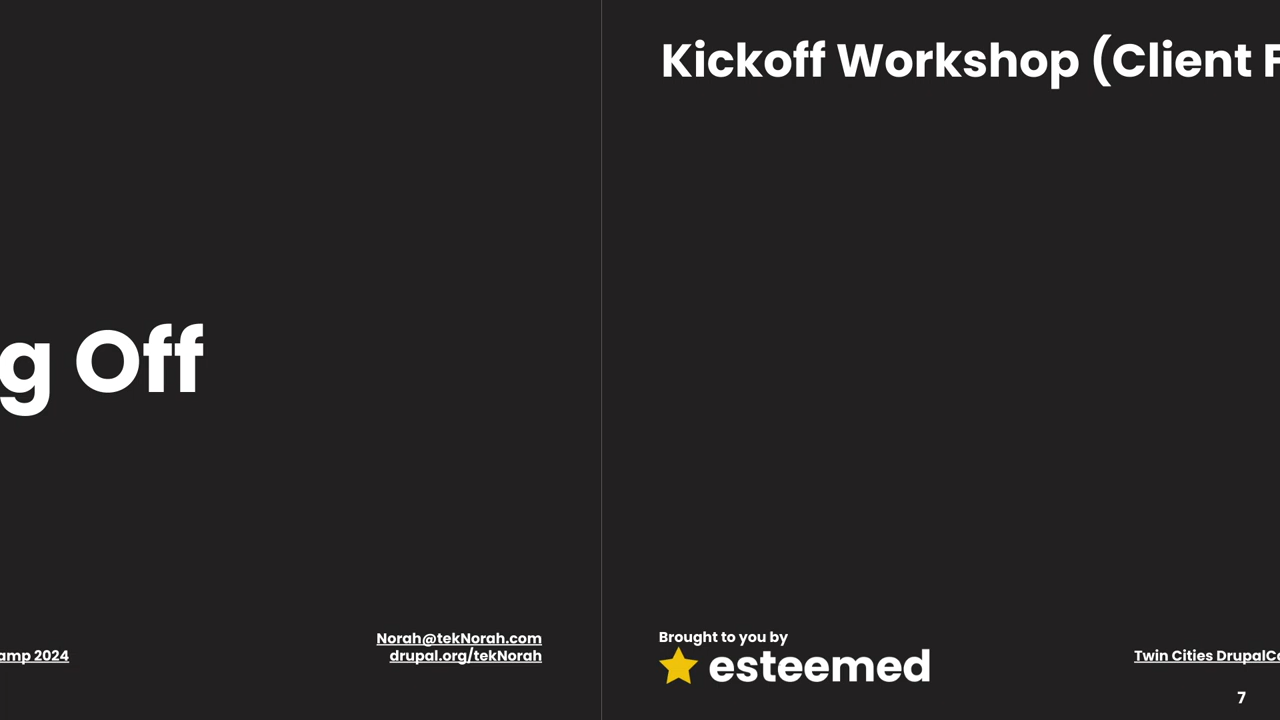 g Off
amp 2024
Norah@tekNorah.com
drupal.org/tekNorah
Kickoff Workshop (Client F
Brought to you by
esteemed
Twin Cities DrupalCa
7